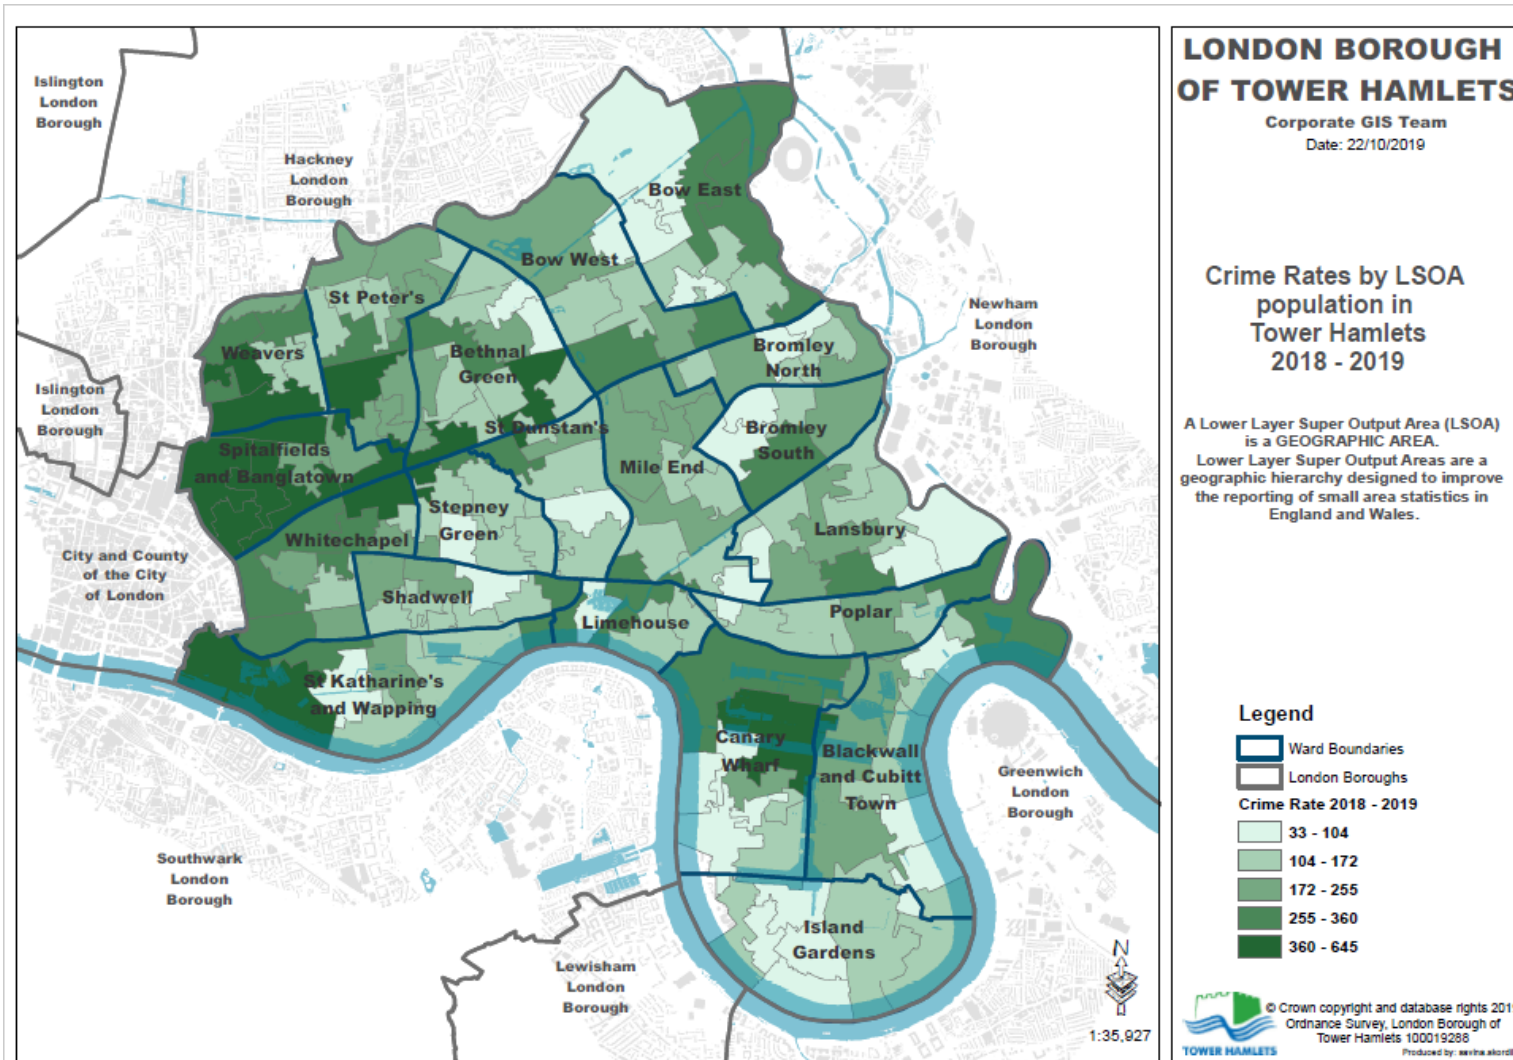 Islington
London
Borough
Hackney
London
Borough
Islington
London
Borough
City and County
of the City
of London
Southwark
London
Borough
Lewisham
London
Borough
Greenwich
London
Borough
Newham
London
Borough
Bow East
Bow West
St Peter's
Weavers
Bethnal
Green
Bromley
North
St Dunstan's
Spitalfields
and Banglatown
Mile End
Bromley
South
Stepney
Green
Whitechapel
Lansbury
Shadwell
Limehouse
Poplar
St Katharine's
and Wapping
Canary
Wharf
Blackwall
and Cubitt
Town
Island
Gardens
N
1:35,927
LONDON BOROUGH
OF TOWER HAMLETS
Corporate GIS Team
Date: 22/10/2019
Crime Rates by LSOA
population in
Tower Hamlets
2018 - 2019
A Lower Layer Super Output Area (LSOA)
is a GEOGRAPHIC AREA.
Lower Layer Super Output Areas are a
geographic hierarchy designed to improve
the reporting of small area statistics in
England and Wales.
Legend
Ward Boundaries
London Boroughs
Crime Rate 2018 - 2019
33 - 104
104 - 172
172 - 255
255 - 360
360 - 645
TOWER HAMLETS
© Crown copyright and database rights 201
Ordnance Survey, London Borough of
Tower Hamlets 100019288
Produced by: